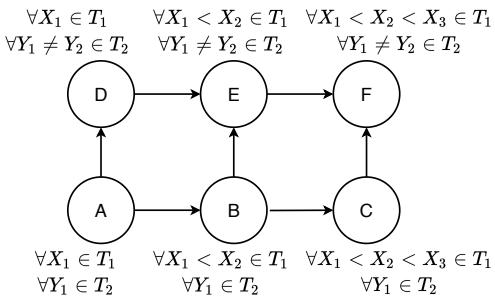 ∀X₁ ∈ T₁ ∀X₁ < X₂ ∈ T₁ ∀X₁ < X₂ < X₃ ∈ T₁
∀Y₁ ≠ Y₂ ∈ T₂ ∀Y₁ ≠ Y₂ ∈ T₂ ∀Y₁ ≠ Y₂ ∈ T₂
D E F
A B C
∀X₁ ∈ T₁ ∀X₁ < X₂ ∈ T₁ ∀X₁ < X₂ < X₃ ∈ T₁
∀Y₁ ∈ T₂ ∀Y₁ ∈ T₂ ∀Y₁ ∈ T₂